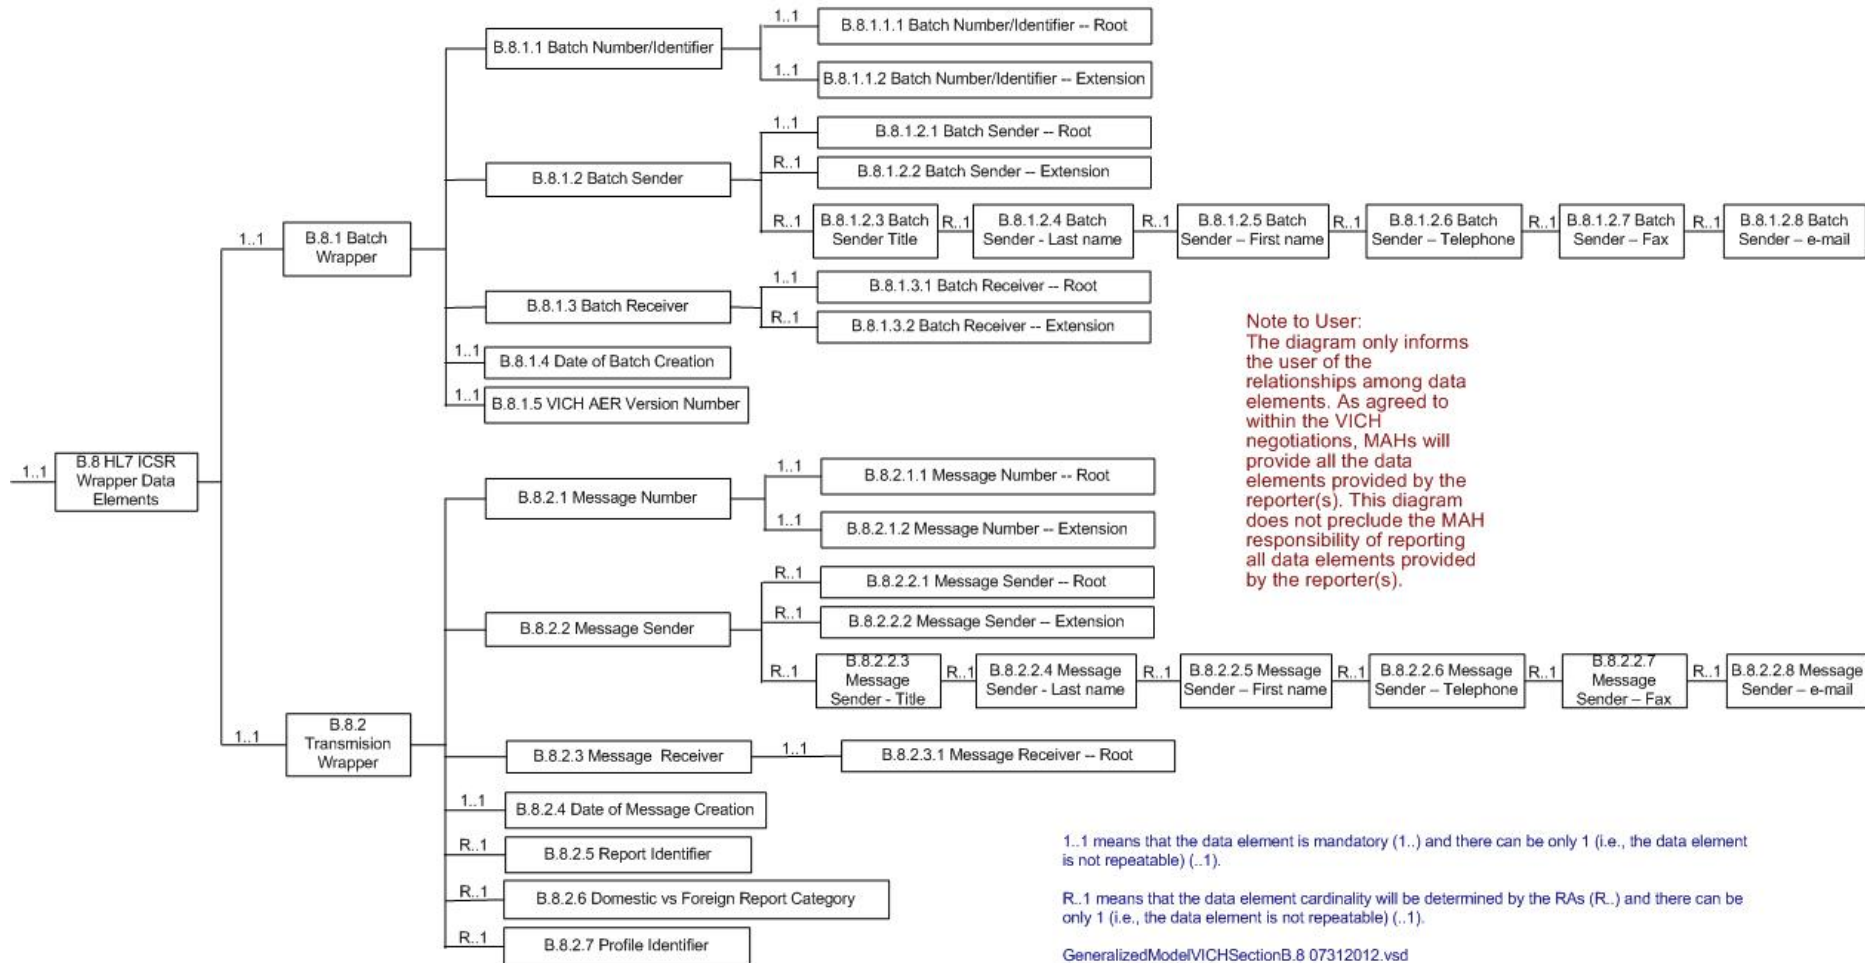 1..1
B.8 HL7 ICSR
Wrapper Data
Elements
1..1
B.8.1 Batch
Wrapper
B.8.1.1 Batch Number/Identifier
1..1
B.8.1.1.1 Batch Number/Identifier -- Root
1..1
B.8.1.1.2 Batch Number/Identifier -- Extension
B.8.1.2 Batch Sender
1..1
B.8.1.2.1 Batch Sender -- Root
R..1
B.8.1.2.2 Batch Sender -- Extension
R..1
B.8.1.2.3 Batch
Sender Title
R..1
B.8.1.2.4 Batch
Sender - Last name
R..1
B.8.1.2.5 Batch
Sender – First name
R..1
B.8.1.2.6 Batch
Sender – Telephone
R..1
B.8.1.2.7 Batch
Sender – Fax
R..1
B.8.1.2.8 Batch
Sender – e-mail
B.8.1.3 Batch Receiver
1..1
B.8.1.3.1 Batch Receiver -- Root
R..1
B.8.1.3.2 Batch Receiver -- Extension
1..1
B.8.1.4 Date of Batch Creation
1..1
B.8.1.5 VICH AER Version Number
1..1
B.8.2
Transmision
Wrapper
B.8.2.1 Message Number
1..1
B.8.2.1.1 Message Number -- Root
1..1
B.8.2.1.2 Message Number -- Extension
B.8.2.2 Message Sender
R..1
B.8.2.2.1 Message Sender -- Root
R..1
B.8.2.2.2 Message Sender -- Extension
R..1
B.8.2.2.3
Message
Sender - Title
R..1
B.8.2.2.4 Message
Sender - Last name
R..1
B.8.2.2.5 Message
Sender – First name
R..1
B.8.2.2.6 Message
Sender – Telephone
R..1
B.8.2.2.7
Message
Sender – Fax
R..1
B.8.2.2.8 Message
Sender – e-mail
B.8.2.3 Message Receiver
1..1
B.8.2.3.1 Message Receiver -- Root
1..1
B.8.2.4 Date of Message Creation
R..1
B.8.2.5 Report Identifier
R..1
B.8.2.6 Domestic vs Foreign Report Category
R..1
B.8.2.7 Profile Identifier
Note to User:
The diagram only informs
the user of the
relationships among data
elements. As agreed to
within the VICH
negotiations, MAHs will
provide all the data
elements provided by the
reporter(s). This diagram
does not preclude the MAH
responsibility of reporting
all data elements provided
by the reporter(s).
1..1 means that the data element is mandatory (1..) and there can be only 1 (i.e., the data element
is not repeatable) (..1).
R..1 means that the data element cardinality will be determined by the RAs (R..) and there can be
only 1 (i.e., the data element is not repeatable) (..1).
GeneralizedModelVICHSectionB.8 07312012.vsd